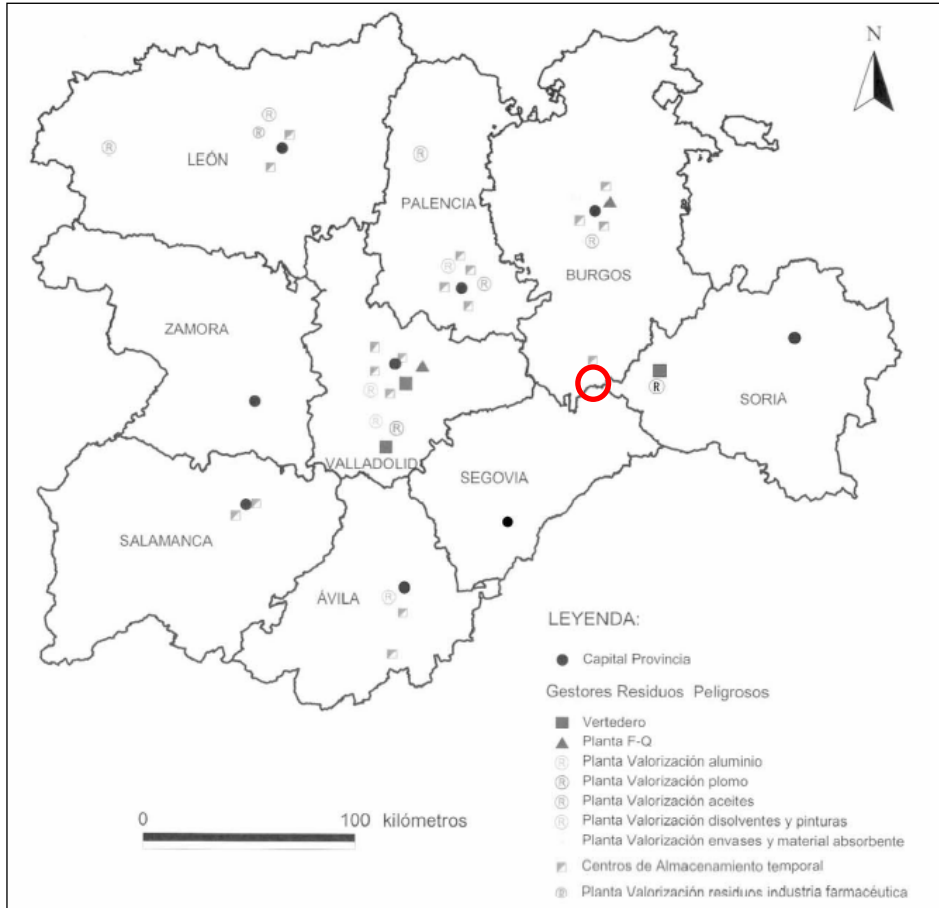 N
LEÓN
PALENCIA
BURGOS
ZAMORA
SORIA
VALLADOLID
SEGOVIA
SALAMANCA
ÁVILA
LEYENDA:
Capital Provincia
Gestores Residuos Peligrosos
Vertedero
Planta F-Q
Planta Valorización aluminio
Planta Valorización plomo
Planta Valorización aceites
Planta Valorización disolventes y pinturas
Planta Valorización envases y material absorbente
Centros de Almacenamiento temporal
Planta Valorización residuos industria farmacéutica
0 100 kilómetros